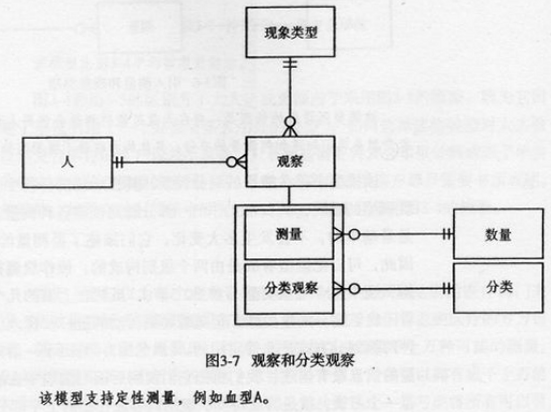 现象类型
人
观察
测量
数量
分类观察
分类
图3-7 观察和分类观察
该模型支持定性测量，例如血型A。